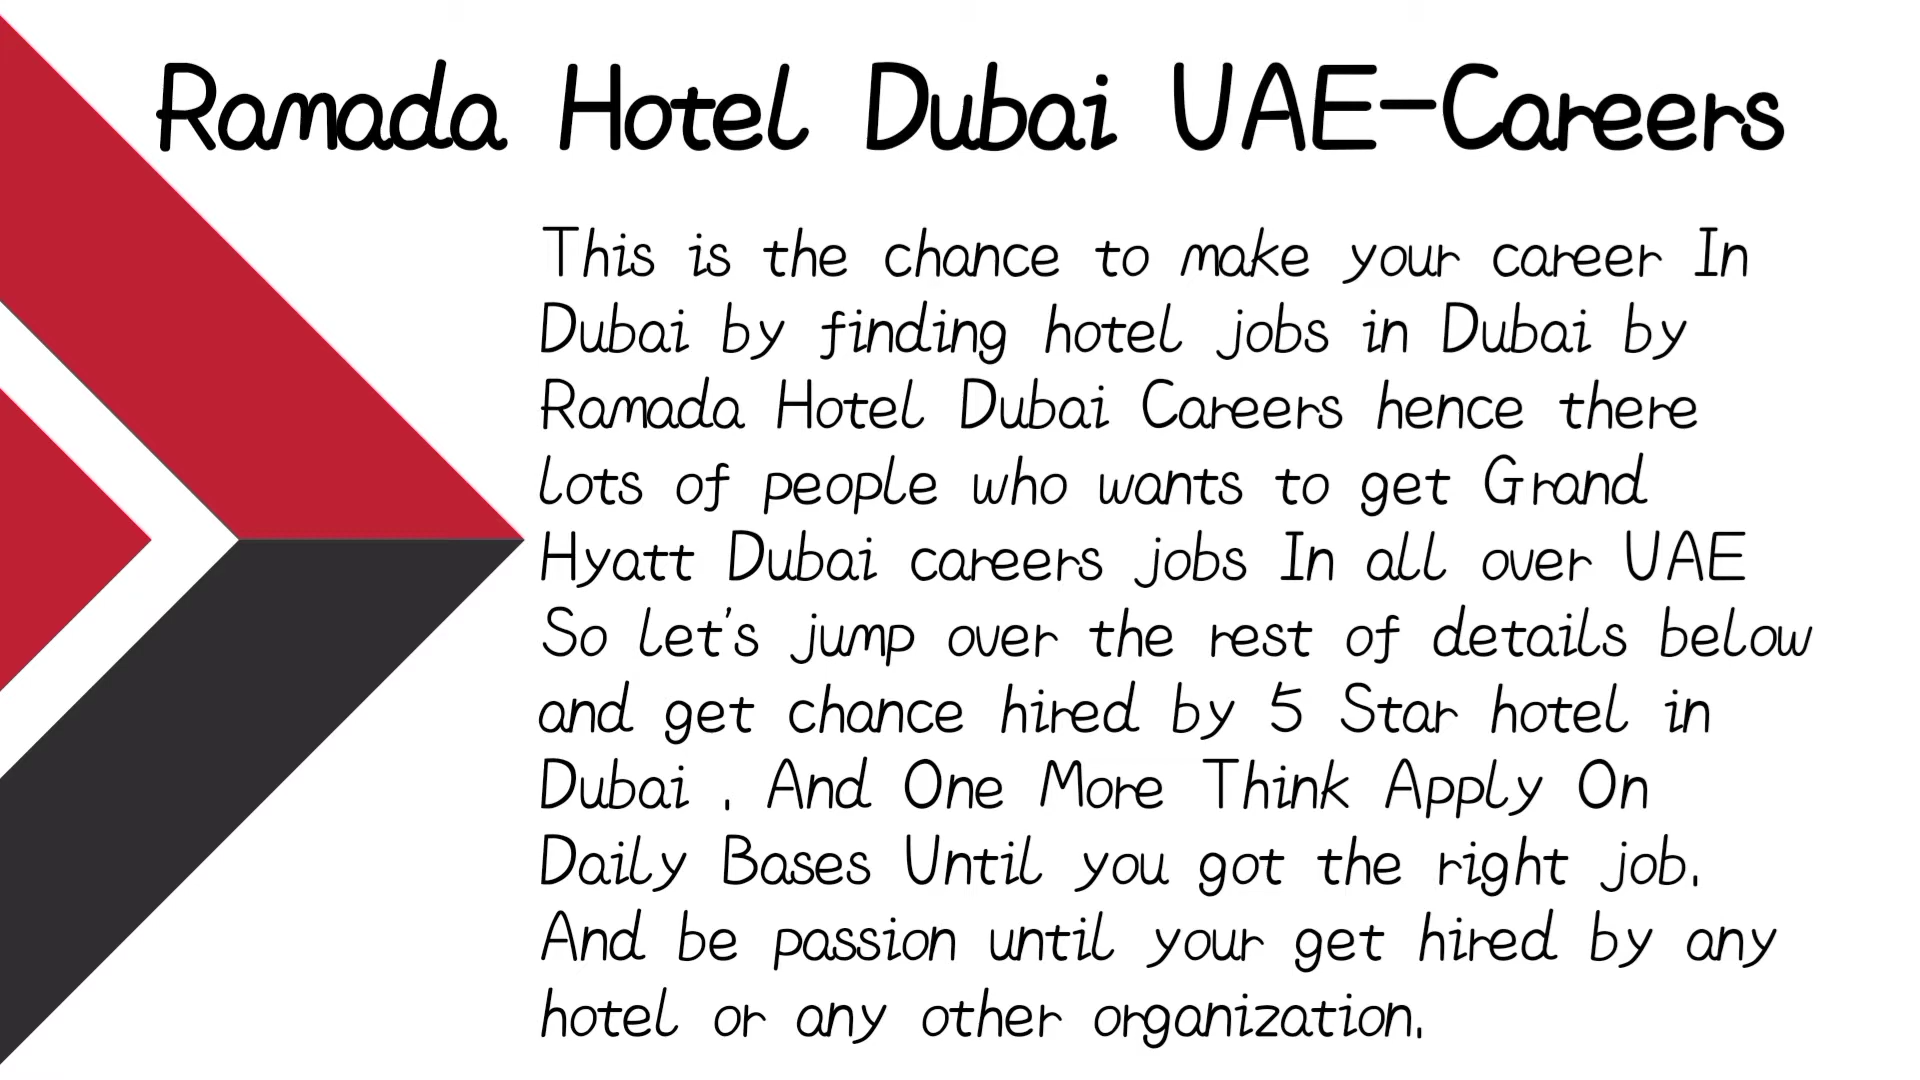 Ramada Hotel Dubai UAE-Careers
This is the chance to make your career In
Dubai by finding hotel jobs in Dubai by
Ramada Hotel Dubai Careers hence there
lots of people who wants to get Grand
Hyatt Dubai careers jobs In all over UAE
So let's jump over the rest of details below
and get chance hired by 5 Star hotel in
Dubai . And One More Think Apply On
Daily Bases Until you got the right job.
And be passion until your get hired by any
hotel or any other organization.